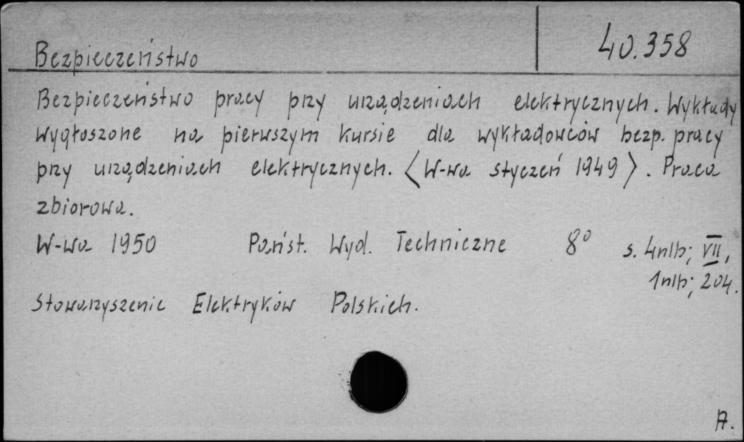 Bezpieczeństwo 40.358
Bezpieczeństwo pracy przy urządzeniach elektrycznych. Wykłady
wygłoszone na pierwszym kursie dla wykładowców bezp. pracy
przy urządzeniach elektrycznych. <W-wa styczeń 1949>. Praca
zbiorowa.
W-wa 1950 Państ. Wyd. Techniczne 8° s. 4nlb; VII,
1nlb; 204.
Stowarzyszenie Elektryków Polskich.
A.